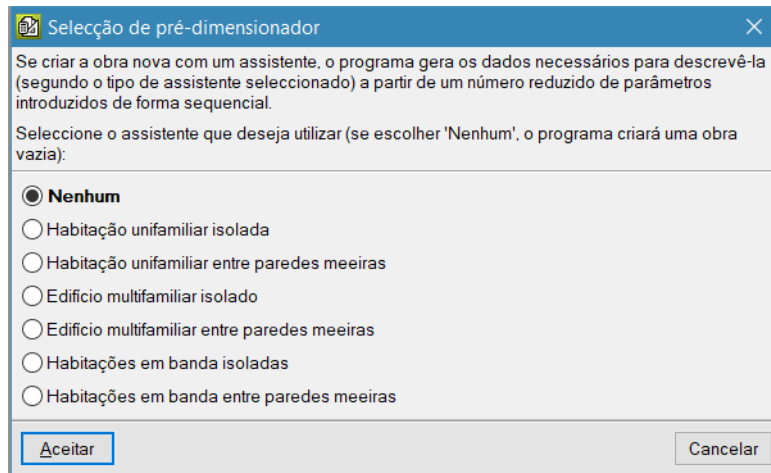 Selecção de pré-dimensionador
Se criar a obra nova com um assistente, o programa gera os dados necessários para descrevê-la
(segundo o tipo de assistente seleccionado) a partir de um número reduzido de parâmetros
introduzidos de forma sequencial.
Seleccione o assistente que deseja utilizar (se escolher 'Nenhum', o programa criará uma obra
vazia):
Nenhum
Habitação unifamiliar isolada
Habitação unifamiliar entre paredes meeiras
Edifício multifamiliar isolado
Edifício multifamiliar entre paredes meeiras
Habitações em banda isoladas
Habitações em banda entre paredes meeiras
Aceitar
Cancelar